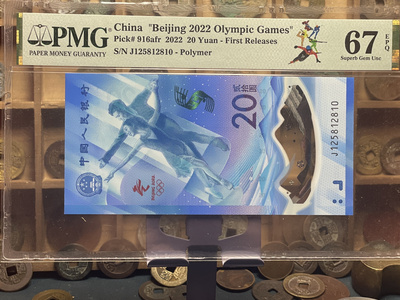 PMG
PAPER MONEY GUARANTY
China "Beijing 2022 Olympic Games"
Pick# 916afr 2022 20 Yuan - First Releases
S/N J125812810 - Polymer
67 EPQ
Superb Gem Unc
中国人民银行
20
贰拾圆
J125812810